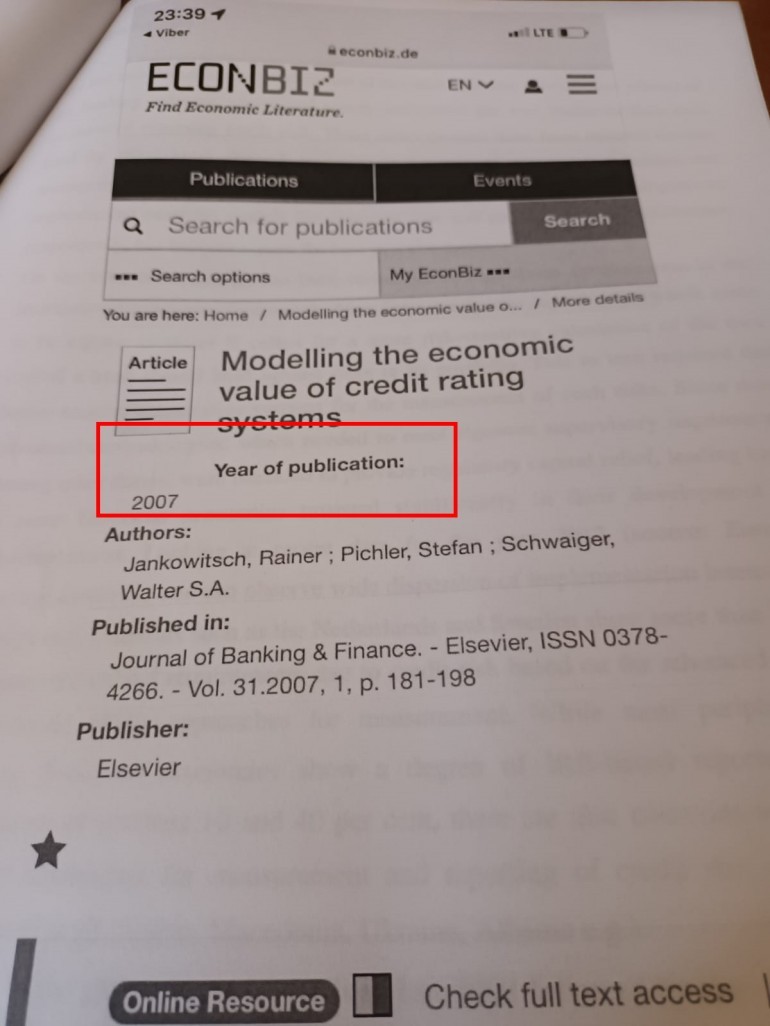 23:39
Viber
LTE
econbiz.de
ECONBIZ
EN
Find Economic Literature.
Publications
Events
Search for publications
Search
Search options
My EconBiz
You are here: Home / Modelling the economic value o... / More details
Article
Modelling the economic
value of credit rating
systems
Year of publication:
2007
Authors:
Jankowitsch, Rainer ; Pichler, Stefan ; Schwaiger,
Walter S.A.
Published in:
Journal of Banking & Finance. - Elsevier, ISSN 0378-
4266. - Vol. 31.2007, 1, p. 181-198
Publisher:
Elsevier
Online Resource
Check full text access